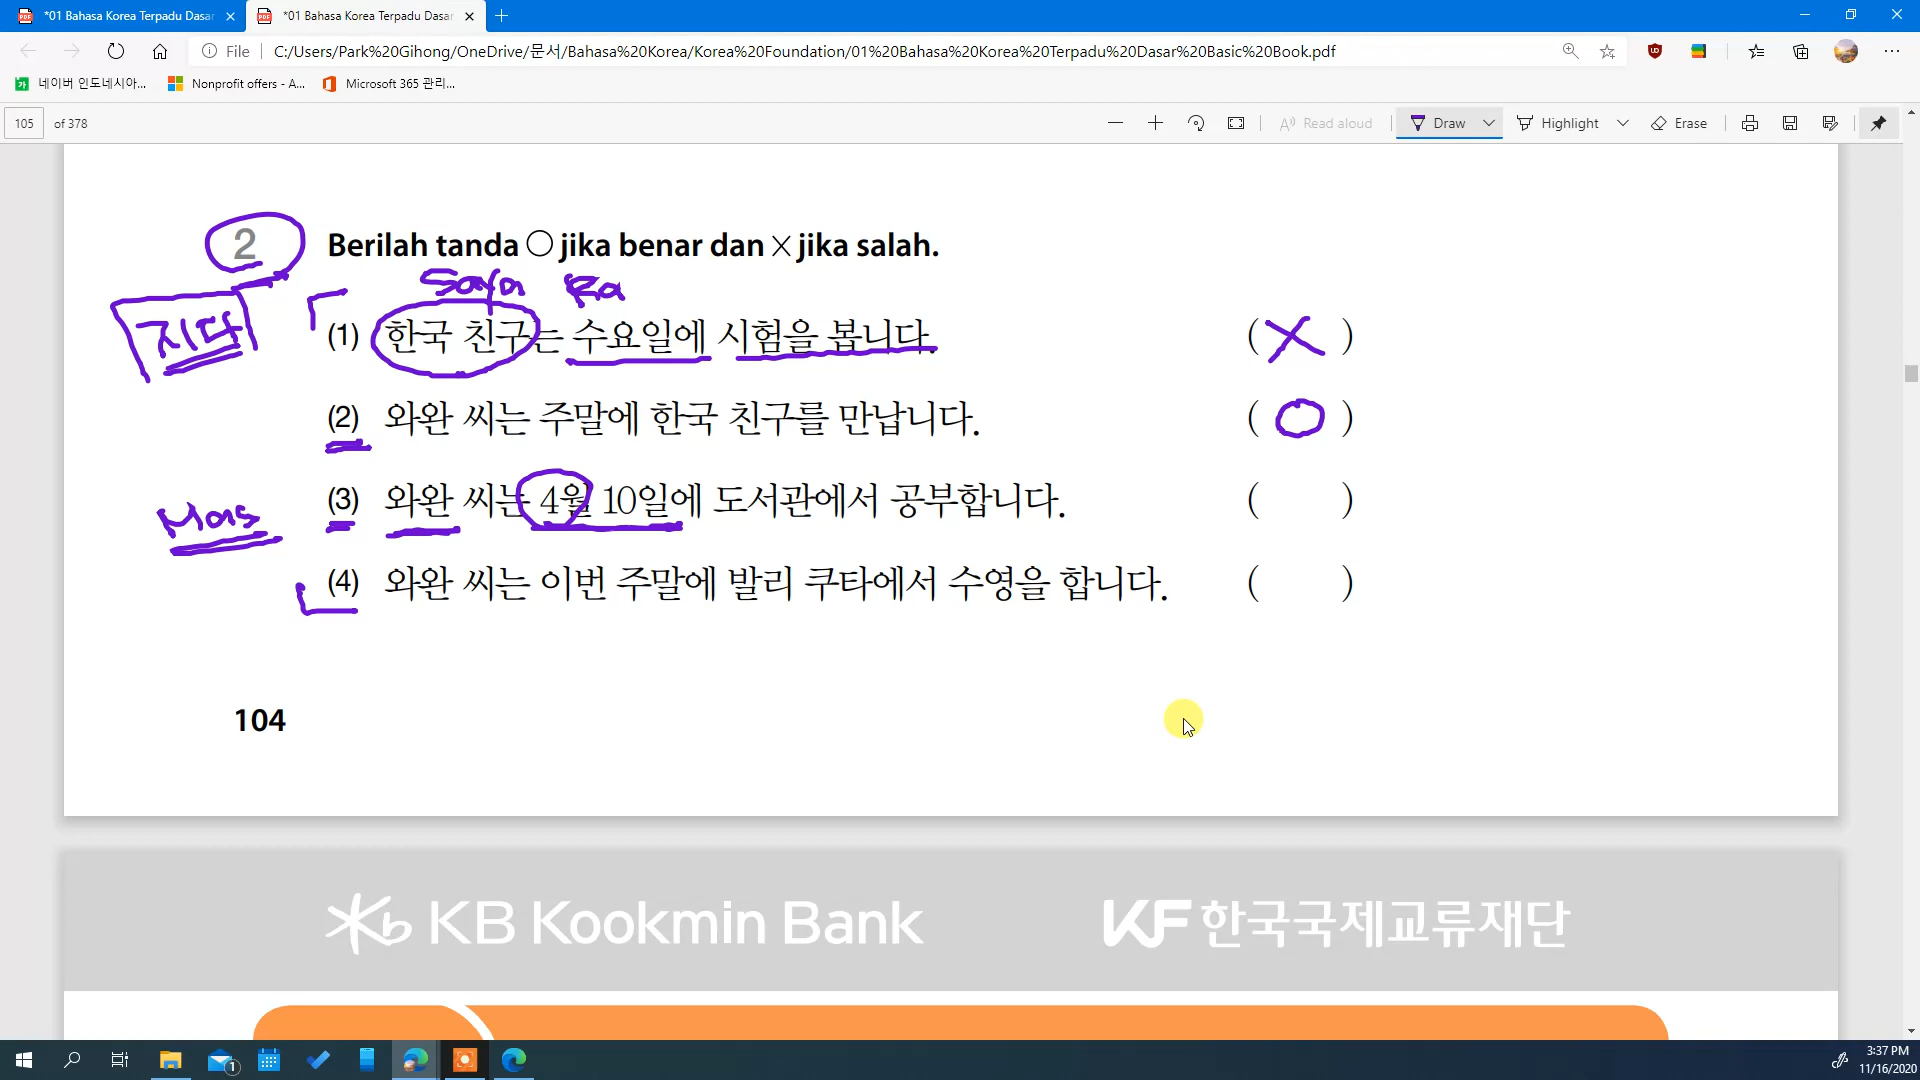 *01 Bahasa Korea Terpadu Dasar
*01 Bahasa Korea Terpadu Dasar
File
C:/Users/Park%20Gihong/OneDrive/문서/Bahasa%20Korea/Korea%20Foundation/01%20Bahasa%20Korea%20Terpadu%20Dasar%20Basic%20Book.pdf
네이버 인도네시아...
Nonprofit offers - A...
Microsoft 365 관리...
105 of 378
Read aloud
Draw
Highlight
Erase
2 Berilah tanda ○ jika benar dan × jika salah.
Saya
지다
(1) 한국 친구는 수요일에 시험을 봅니다. ( X )
(2) 와완 씨는 주말에 한국 친구를 만납니다. ( O )
(3) 와완 씨는 4월 10일에 도서관에서 공부합니다. ( )
(4) 와완 씨는 이번 주말에 발리 쿠타에서 수영을 합니다. ( )
104
KB Kookmin Bank
KF 한국국제교류재단
1
3:37 PM
11/16/2020